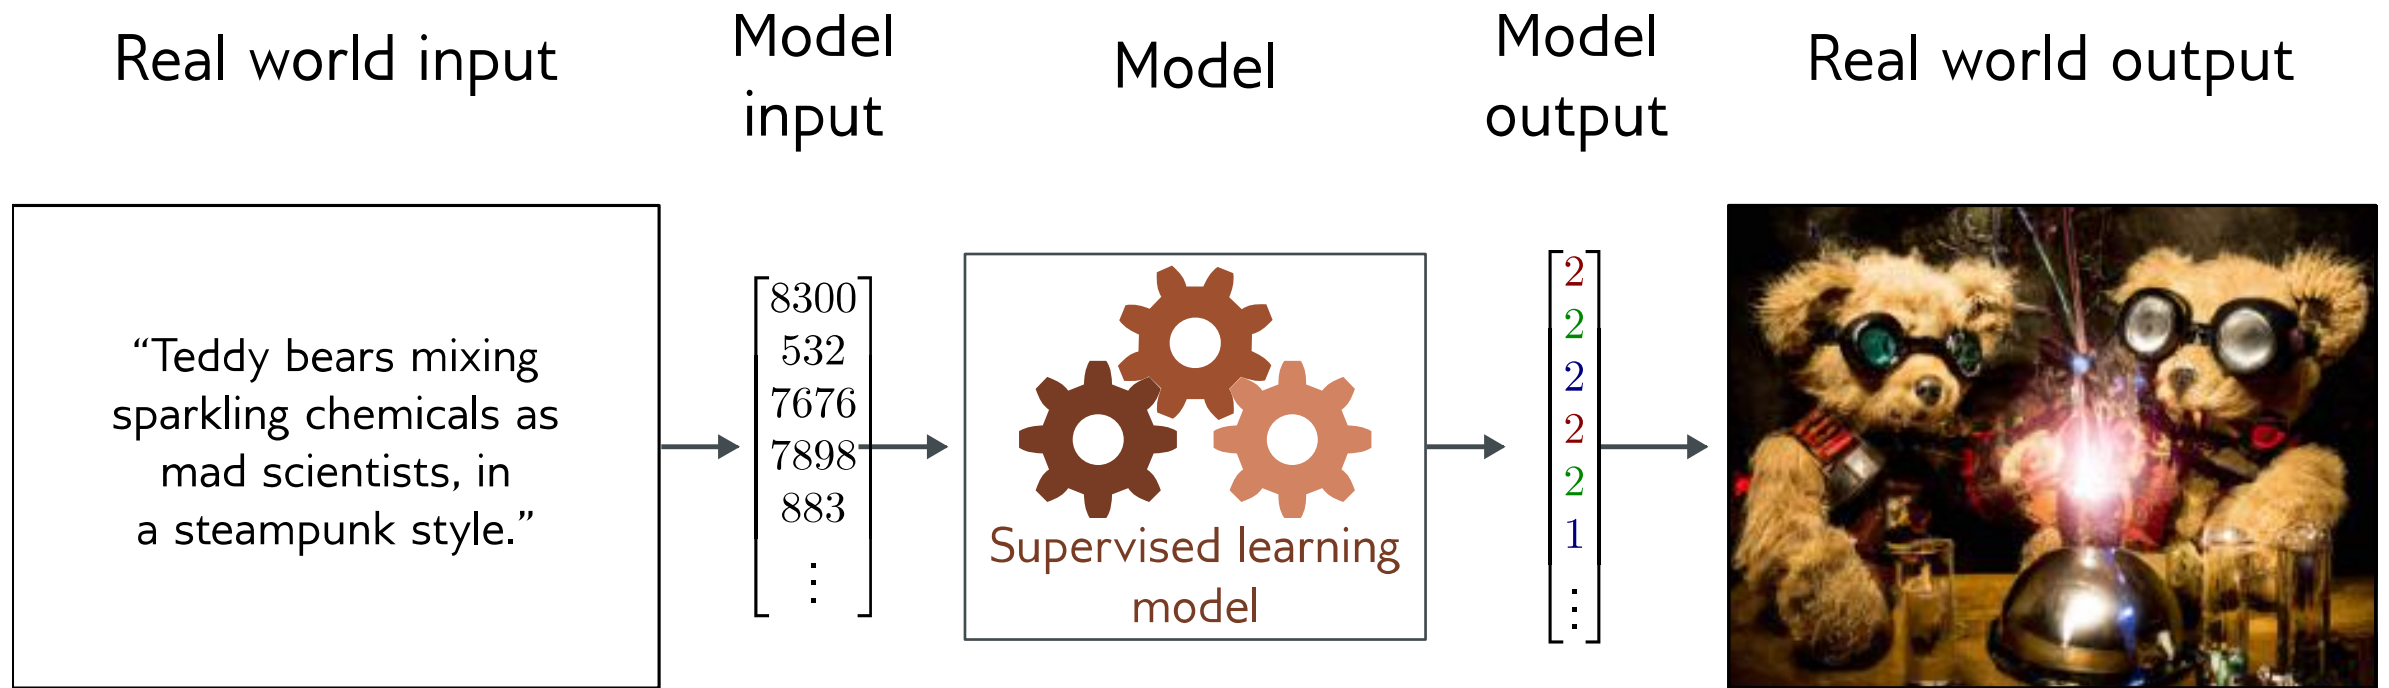 Real world input
Model
input
Model
Model
output
Real world output
“Teddy bears mixing
sparkling chemicals as
mad scientists, in
a steampunk style.”
8300
532
7676
7898
883
⋮
Supervised learning
model
2
2
2
2
2
1
⋮